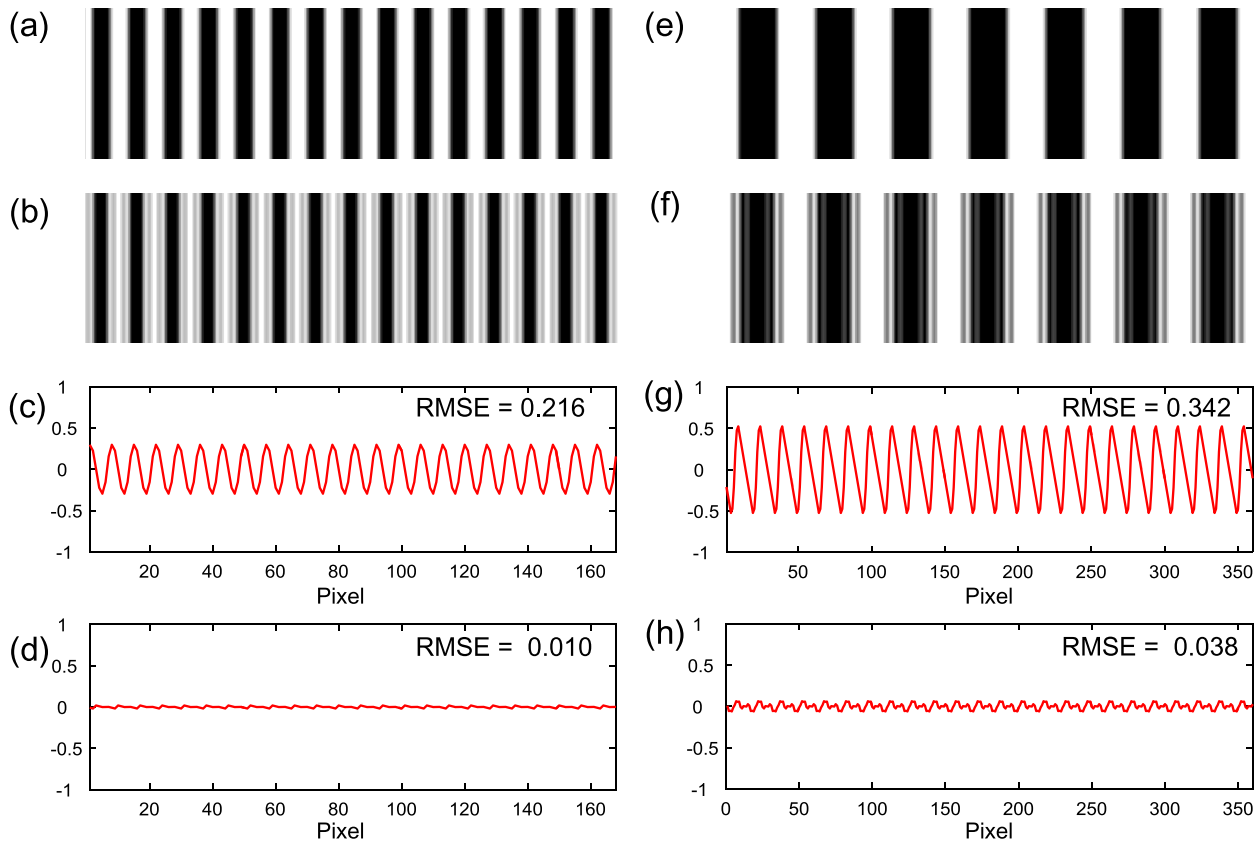 (a)
(b)
(c)
1
0.5
0
-0.5
-1
RMSE = 0.216
20 40 60 80 100 120 140 160
Pixel
(d)
1
0.5
0
-0.5
-1
RMSE = 0.010
20 40 60 80 100 120 140 160
Pixel
(e)
(f)
(g)
1
0.5
0
-0.5
-1
RMSE = 0.342
50 100 150 200 250 300 350
Pixel
(h)
1
0.5
0
-0.5
-1
RMSE = 0.038
0 50 100 150 200 250 300 350
Pixel